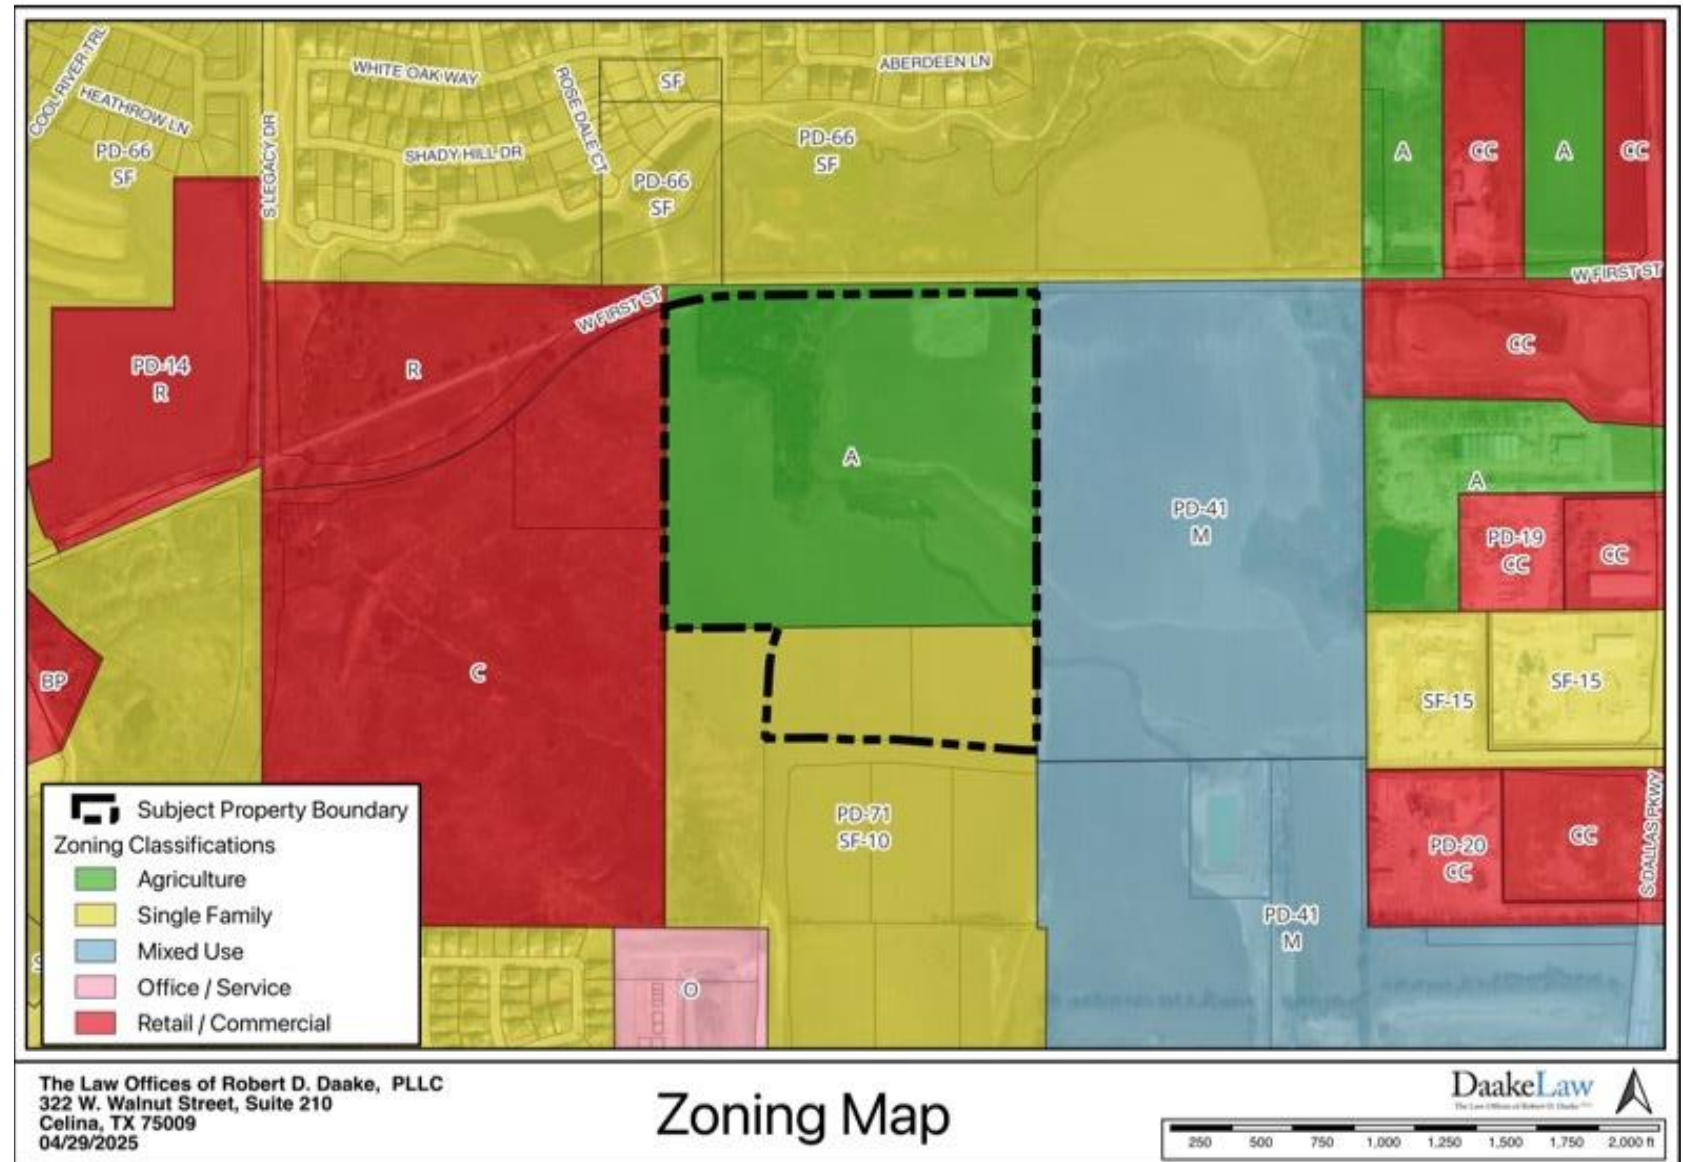 COOL RIVER TRL
HEATHROW LN
WHITE OAK WAY
ROSE DALE CT
SF
ABERDEEN LN
PD-66
SF
S LEGACY DR
SHADY HILL DR
PD-66
SF
PD-66
SF
A
CC
A
CC
W FIRST ST
W FIRST ST
PD-14
R
R
CC
A
A
PD-41
M
PD-19
CC
CC
BP
C
SF-15
SF-15
PD-71
SF-10
PD-20
CC
CC
S DALLAS PKWY
PD-41
M
O
Subject Property Boundary
Zoning Classifications
Agriculture
Single Family
Mixed Use
Office / Service
Retail / Commercial
The Law Offices of Robert D. Daake, PLLC
322 W. Walnut Street, Suite 210
Celina, TX 75009
04/29/2025
Zoning Map
DaakeLaw
250 500 750 1,000 1,250 1,500 1,750 2,000 ft